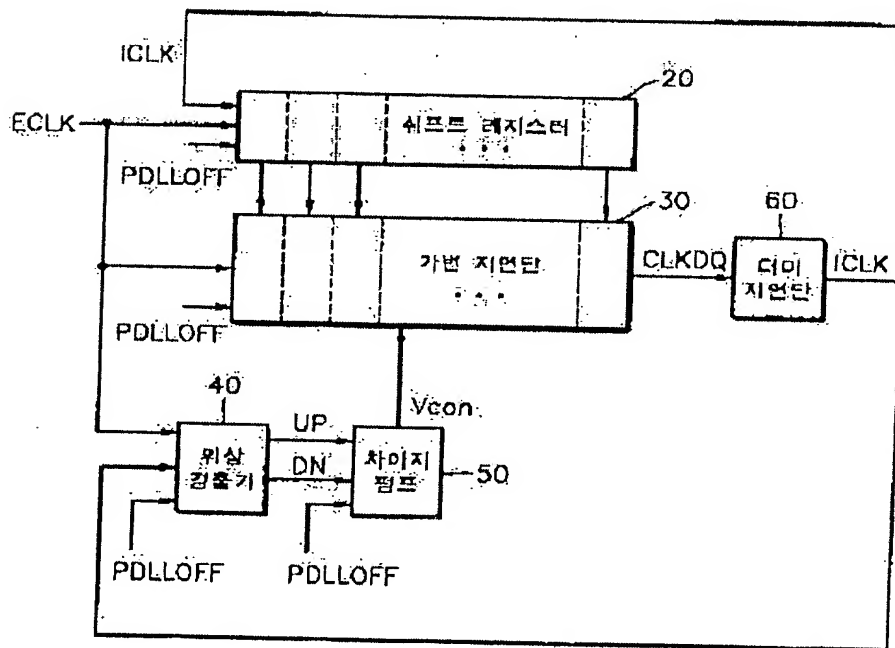 ICLK
20
ECLK
쉬프트 레지스터
PDLLOFF
30
60
가변 지연단
CLKDQ
더미
지연단
ICLK
PDLLOFF
40
Vcon
UP
위상
검출기
DN
차아지
펌프
50
PDLLOFF
PDLLOFF